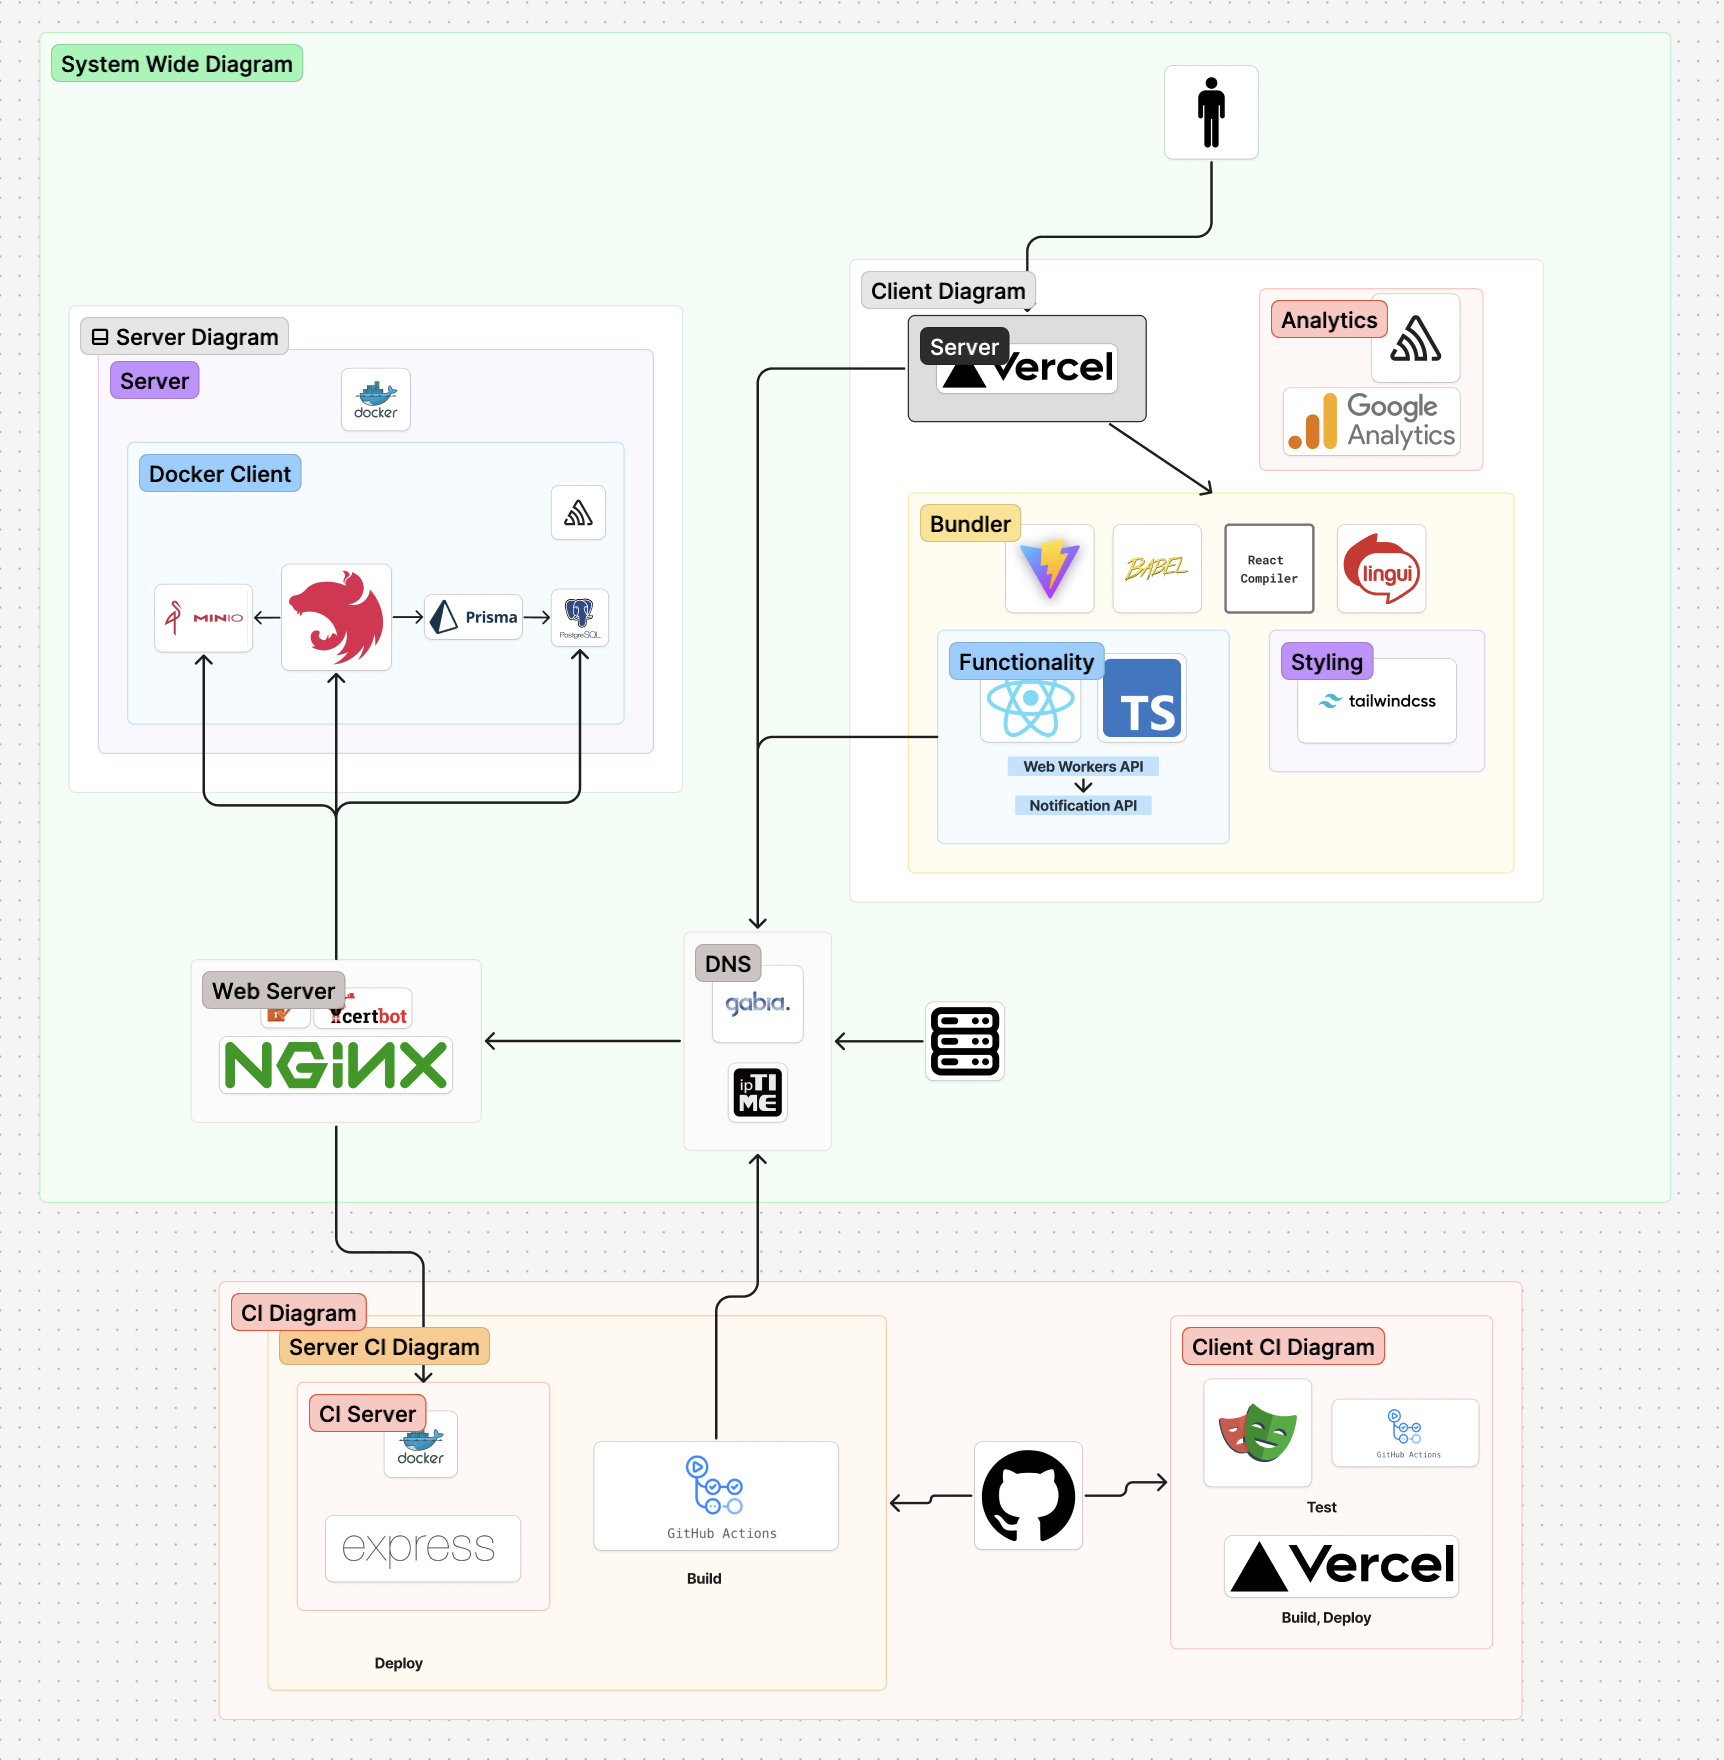 System Wide Diagram
Client Diagram
Server
Vercel
Analytics
Google
Analytics
Server Diagram
Server
docker
Docker Client
MINIO
Prisma
PostgreSQL
Bundler
BABEL
React
Compiler
lingui
Functionality
TS
Web Workers API
Notification API
Styling
tailwindcss
DNS
gabia.
ipTI
ME
Web Server
certbot
NGINX
CI Diagram
Server CI Diagram
CI Server
docker
express
Deploy
GitHub Actions
Build
Client CI Diagram
GitHub Actions
Test
Vercel
Build, Deploy